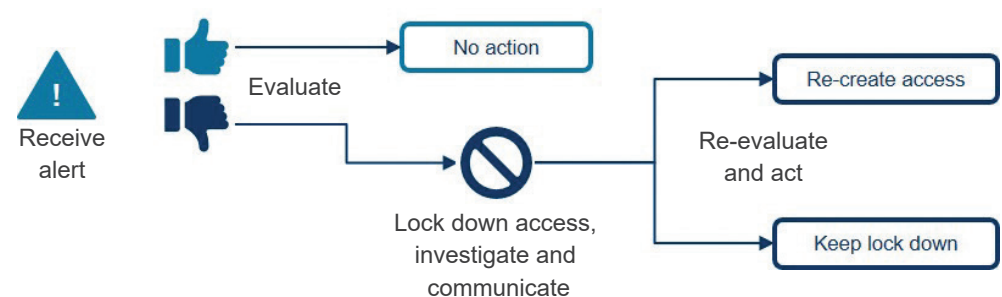 !
Receive
alert
Evaluate
No action
Lock down access,
investigate and
communicate
Re-evaluate
and act
Re-create access
Keep lock down